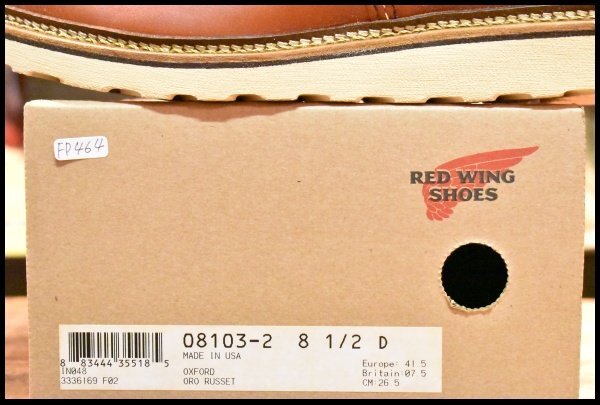 FP464
RED WING
SHOES
08103-2 8 1/2 D
MADE IN USA
8 83444 35518 5
1N048
3336169 F02
OXFORD
ORO RUSSET
Europe: 41.5
Britain: 07.5
CM: 26.5